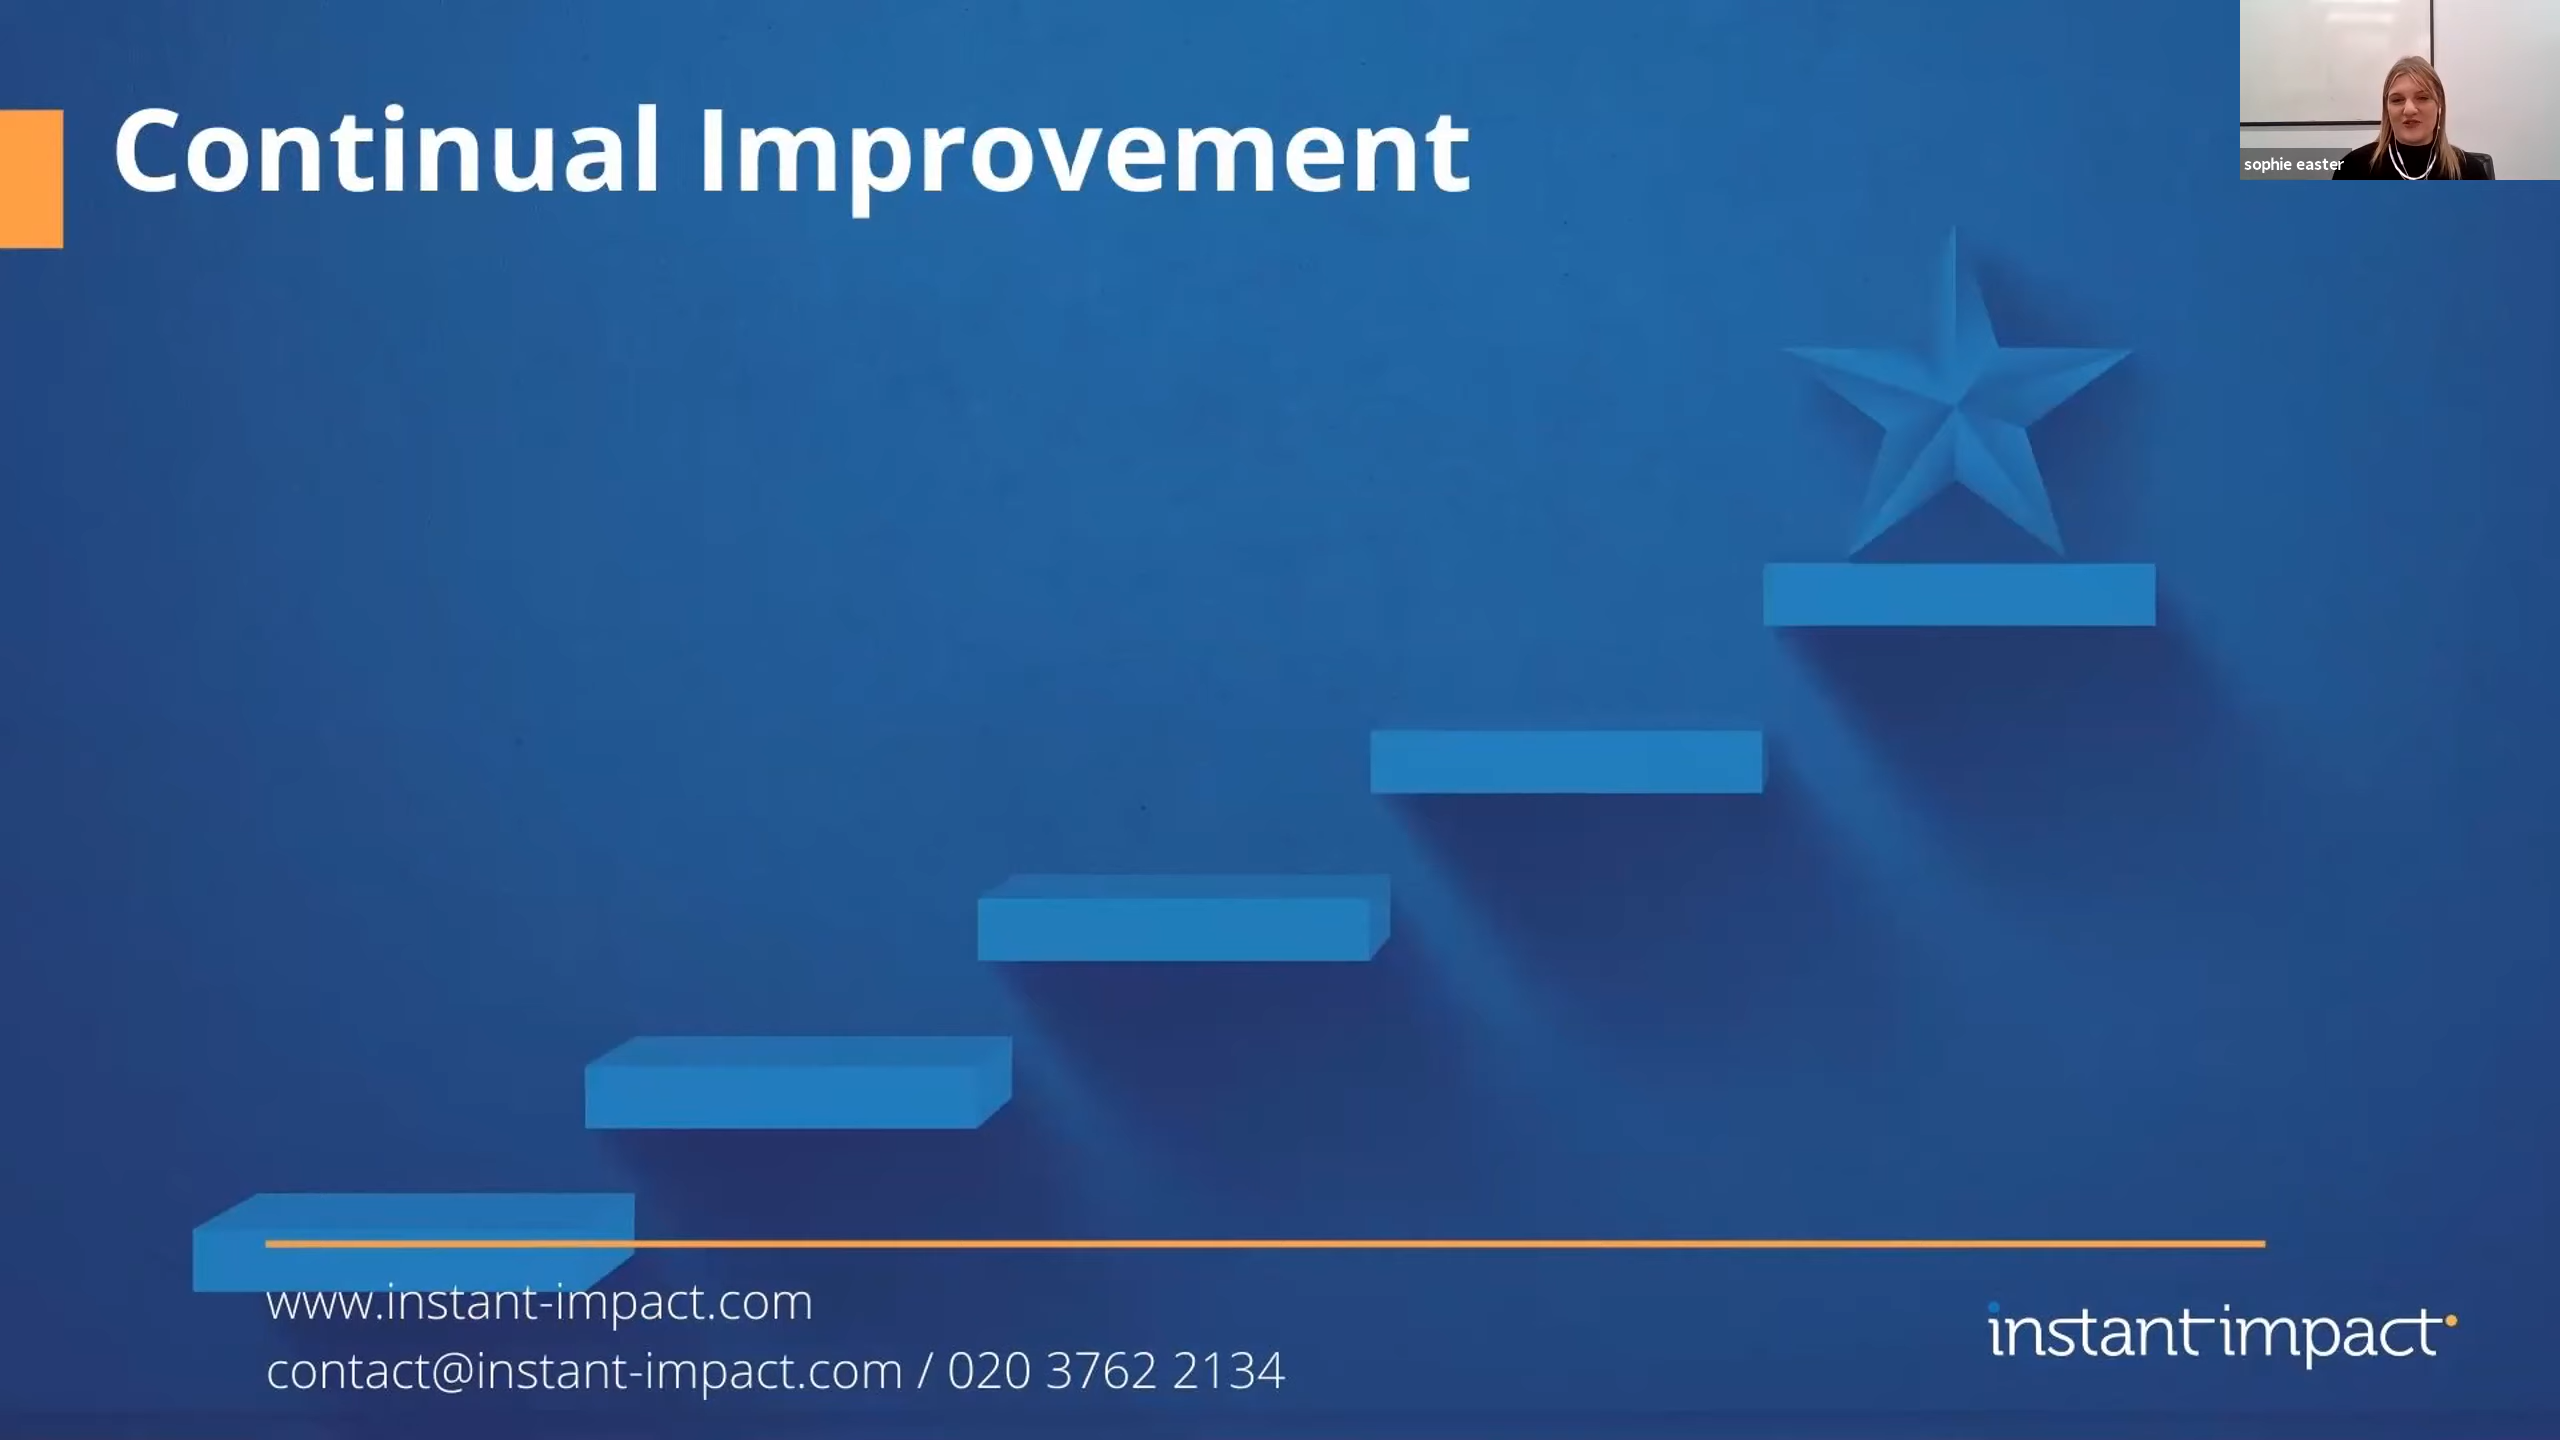 Continual Improvement
sophie easter
www.instant-impact.com
contact@instant-impact.com / 020 3762 2134
instant impact